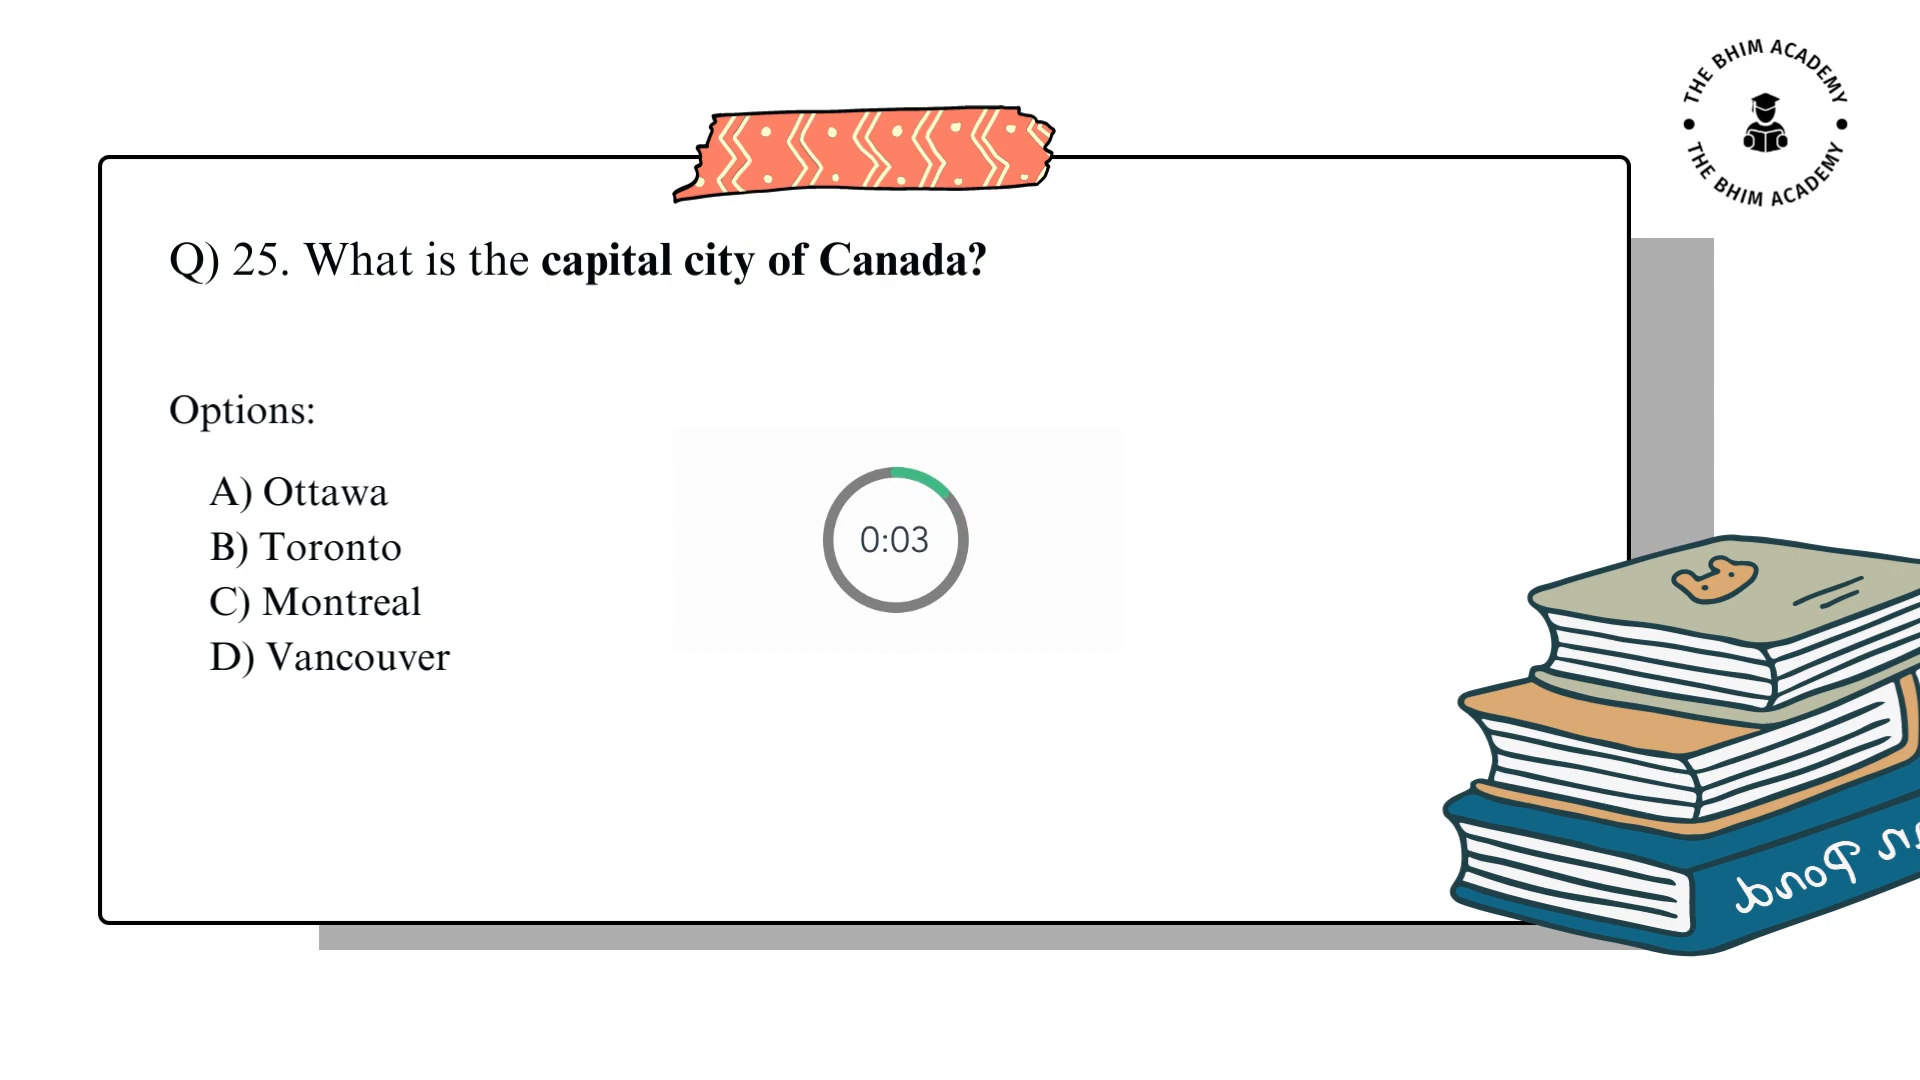 THE BHIM ACADEMY
THE BHIM ACADEMY
Q) 25. What is the capital city of Canada?
Options:
A) Ottawa
B) Toronto
C) Montreal
D) Vancouver
0:03
Pond